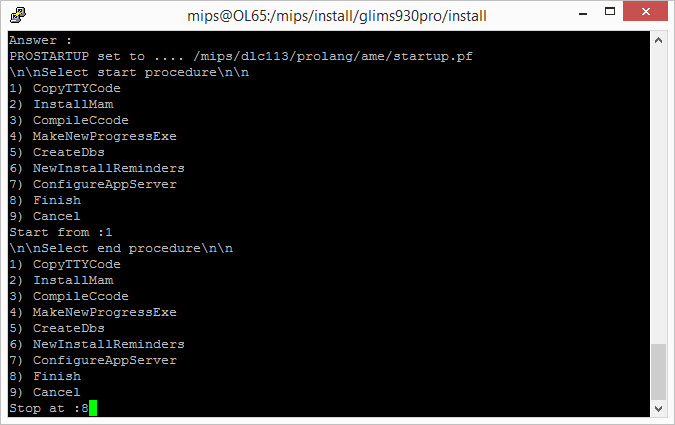 mips@OL65:/mips/install/glims930pro/install
Answer :
PROSTARTUP set to .... /mips/dlc113/prolang/ame/startup.pf
\n\nSelect start procedure\n\n
1) CopyTTYCode
2) InstallMam
3) CompileCcode
4) MakeNewProgressExe
5) CreateDbs
6) NewInstallReminders
7) ConfigureAppServer
8) Finish
9) Cancel
Start from :1
\n\nSelect end procedure\n\n
1) CopyTTYCode
2) InstallMam
3) CompileCcode
4) MakeNewProgressExe
5) CreateDbs
6) NewInstallReminders
7) ConfigureAppServer
8) Finish
9) Cancel
Stop at :8